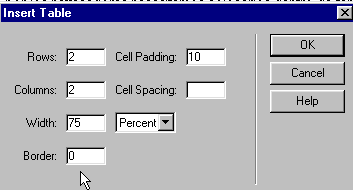 Insert Table
Rows: 2 Cell Padding: 10 OK
Columns: 2 Cell Spacing: Cancel
Width: 75 Percent Help
Border: 0